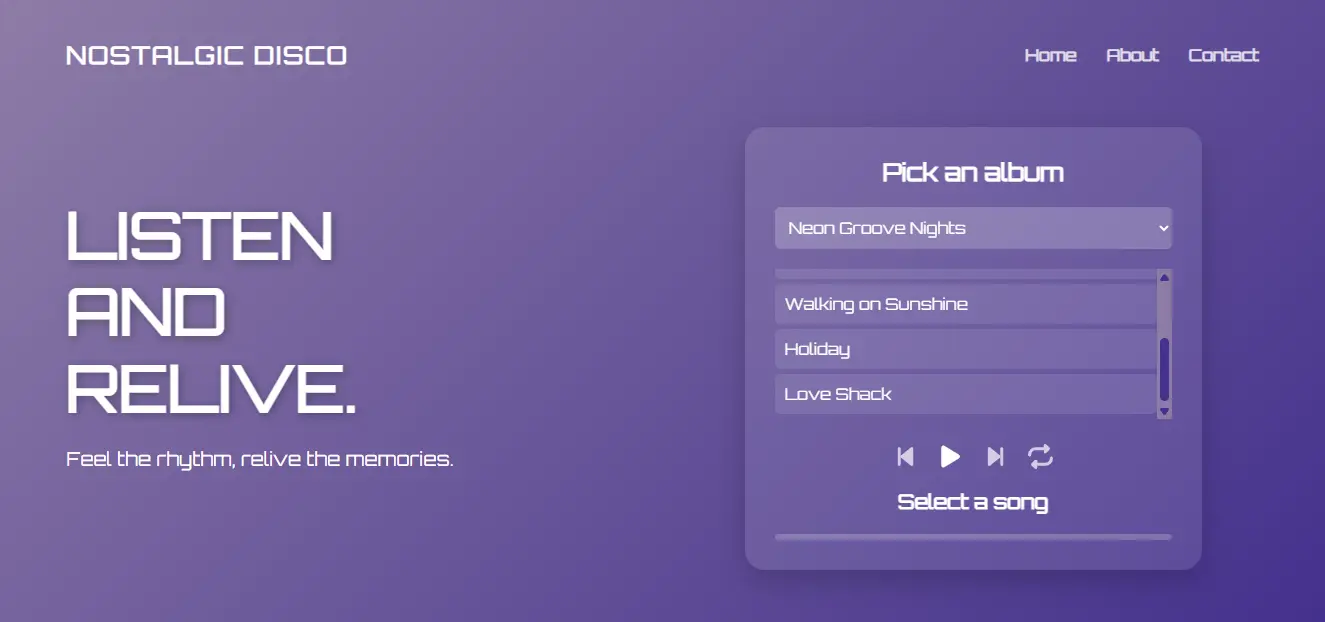 NOSTALGIC DISCO
Home About Contact
LISTEN
AND
RELIVE.
Feel the rhythm, relive the memories.
Pick an album
Neon Groove Nights
Walking on Sunshine
Holiday
Love Shack
Select a song